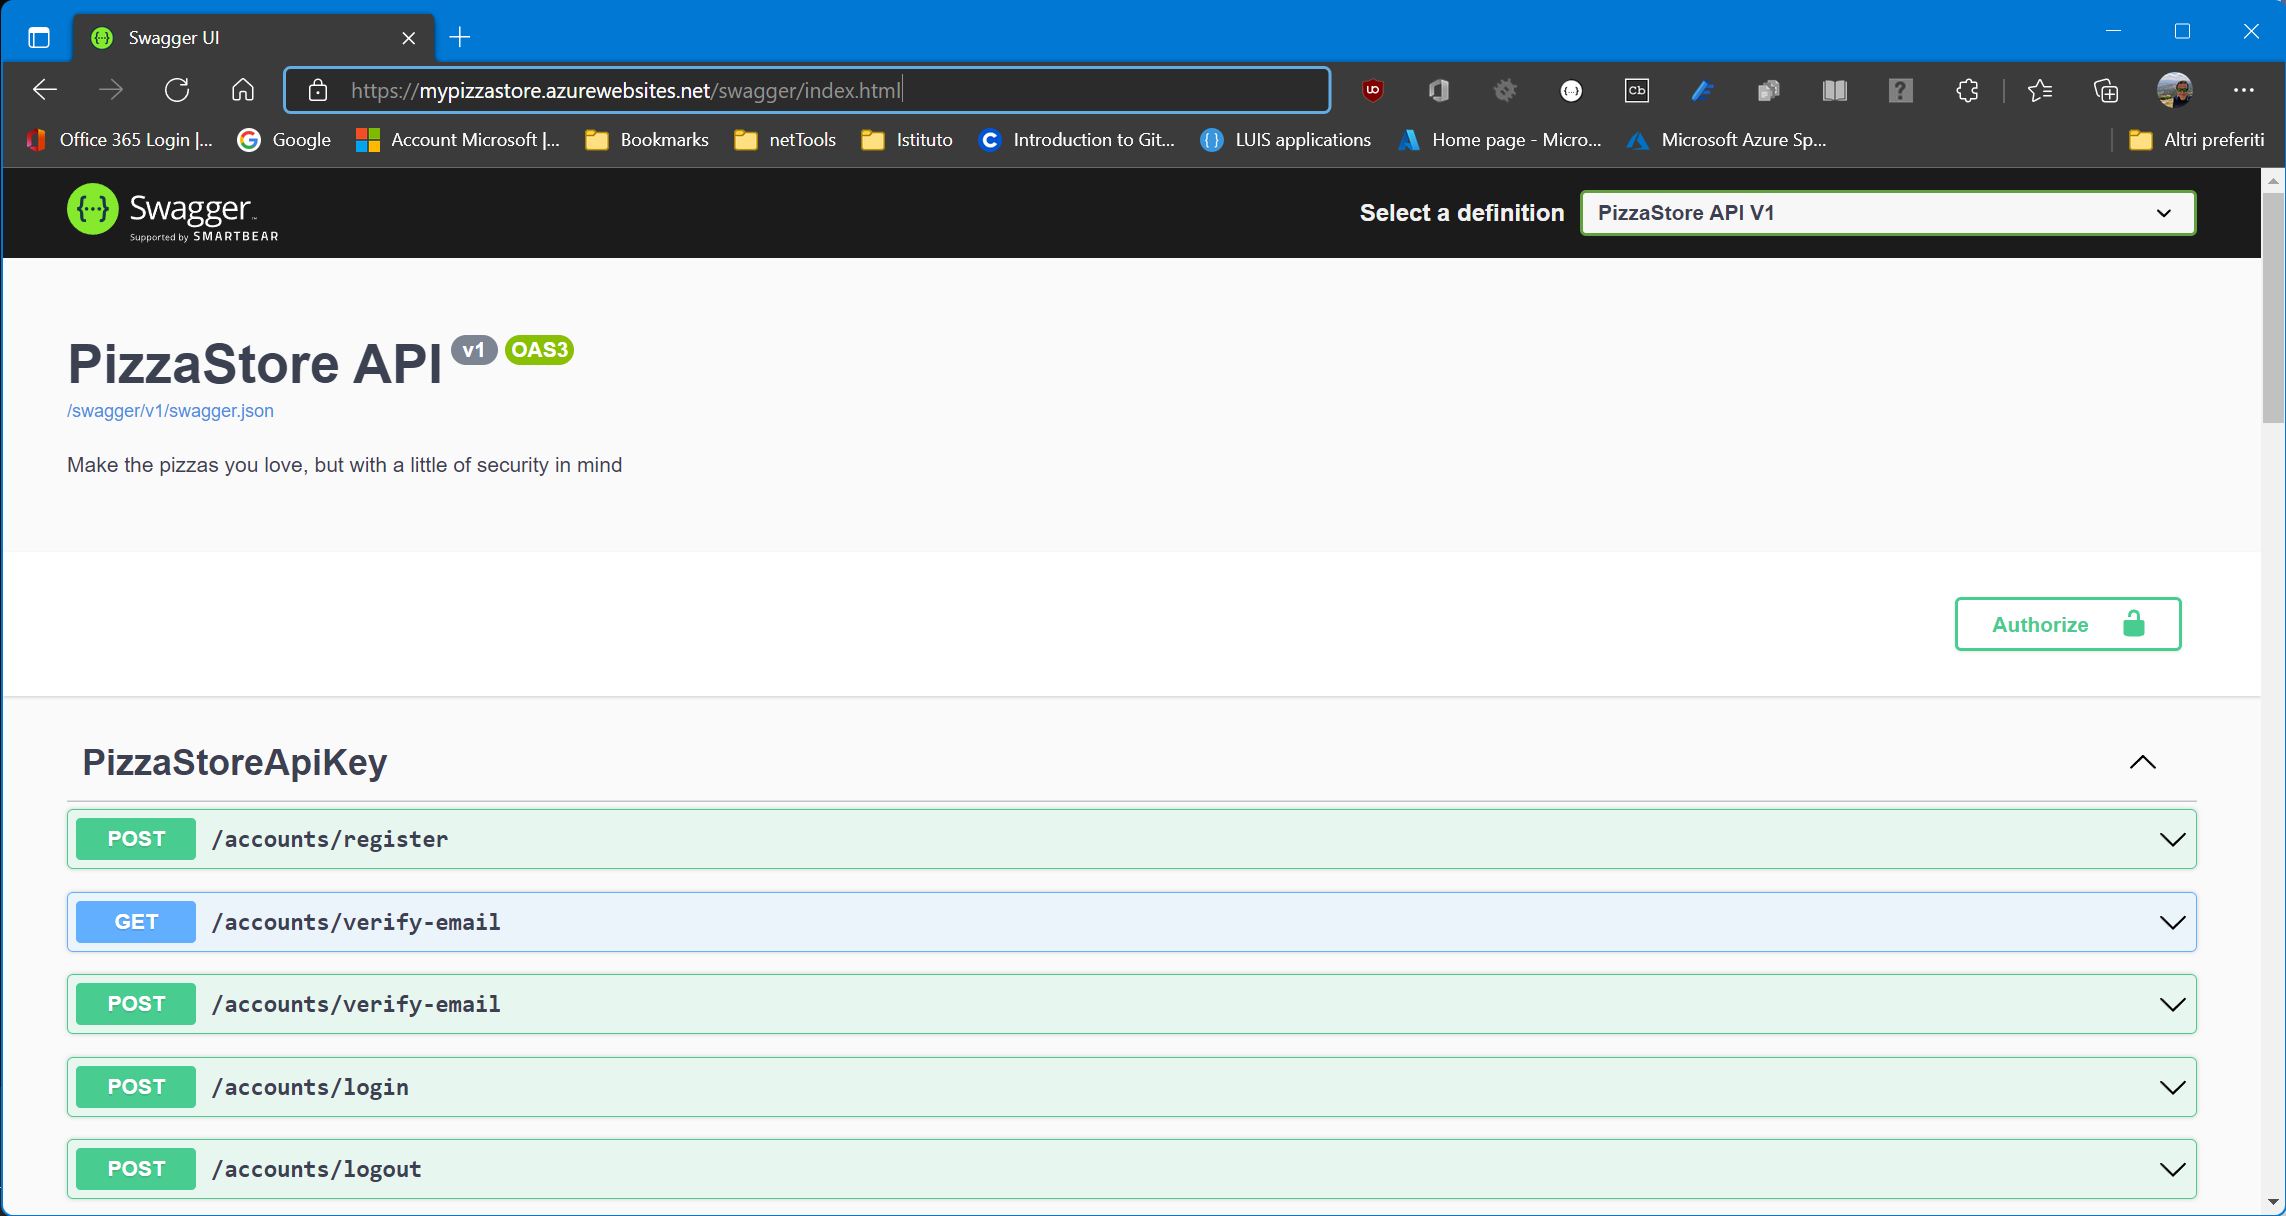 Swagger UI
https://mypizzastore.azurewebsites.net/swagger/index.html
UO
Cb
Office 365 Login |...
Google
Account Microsoft |...
Bookmarks
netTools
Istituto
Introduction to Git...
LUIS applications
Home page - Micro...
Microsoft Azure Sp...
Altri preferiti
Swagger™
Supported by SMARTBEAR
Select a definition
PizzaStore API V1
PizzaStore API v1 OAS3
/swagger/v1/swagger.json
Make the pizzas you love, but with a little of security in mind
Authorize
PizzaStoreApiKey
POST /accounts/register
GET /accounts/verify-email
POST /accounts/verify-email
POST /accounts/login
POST /accounts/logout